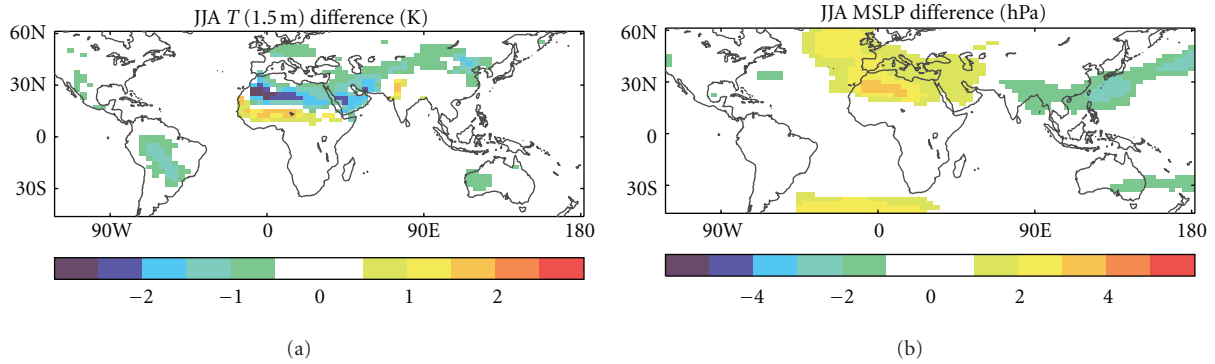 JJA T (1.5 m) difference (K)
60N
30N
0
30S
90W 0 90E 180
−2 −1 0 1 2
(a)
JJA MSLP difference (hPa)
60N
30N
0
30S
90W 0 90E 180
−4 −2 0 2 4
(b)